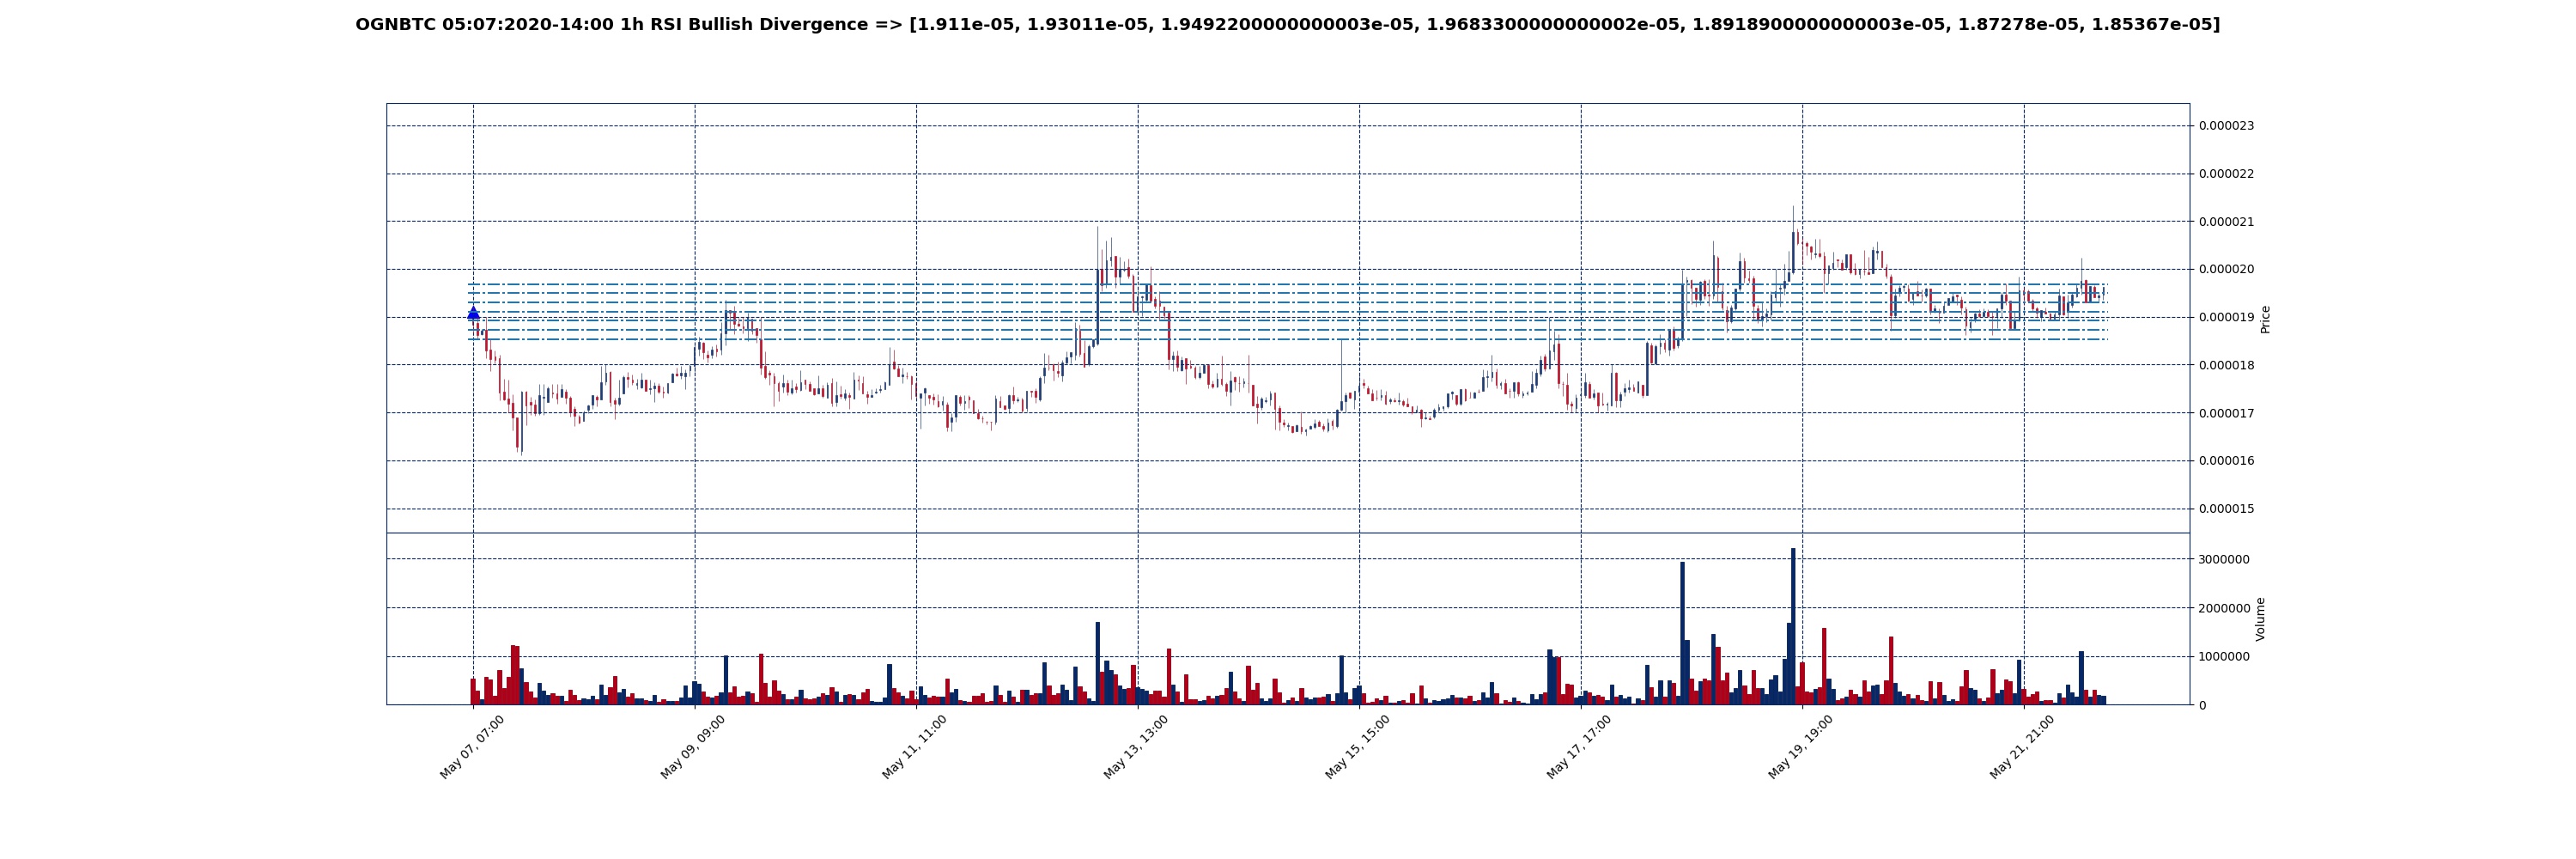 OGNBTC 05:07:2020-14:00 1h RSI Bullish Divergence => [1.911e-05, 1.93011e-05, 1.9492200000000003e-05, 1.9683300000000002e-05, 1.8918900000000003e-05, 1.87278e-05, 1.85367e-05]
0.000023
0.000022
0.000021
0.000020
0.000019
0.000018
0.000017
0.000016
0.000015
Price
3000000
2000000
1000000
0
Volume
May 07, 07:00
May 09, 09:00
May 11, 11:00
May 13, 13:00
May 15, 15:00
May 17, 17:00
May 19, 19:00
May 21, 21:00